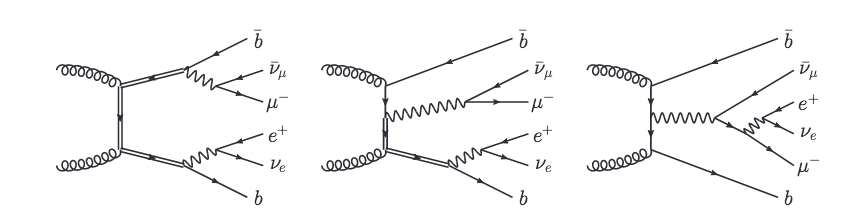 b̄ ν̄_μ μ⁻ e⁺ ν_e b
b̄ ν̄_μ μ⁻ e⁺ ν_e b
b̄ ν̄_μ e⁺ ν_e μ⁻ b